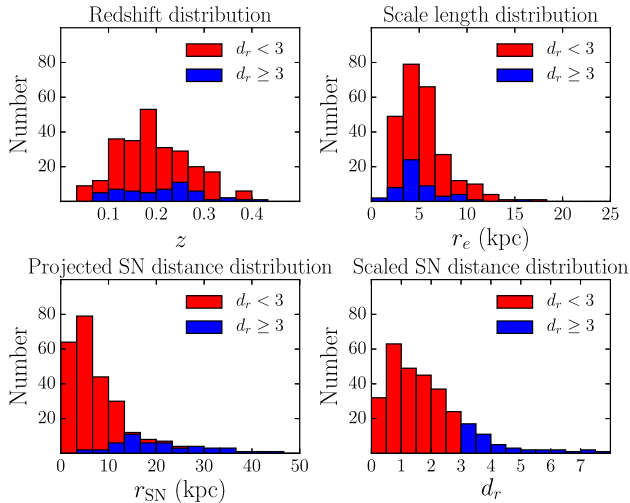 Redshift distribution
Number
80
60
40
20
d_r < 3
d_r ≥ 3
0.1 0.2 0.3 0.4
z
Scale length distribution
Number
80
60
40
20
d_r < 3
d_r ≥ 3
0 5 10 15 20 25
r_e (kpc)
Projected SN distance distribution
Number
80
60
40
20
d_r < 3
d_r ≥ 3
0 10 20 30 40 50
r_SN (kpc)
Scaled SN distance distribution
Number
80
60
40
20
d_r < 3
d_r ≥ 3
0 1 2 3 4 5 6 7
d_r